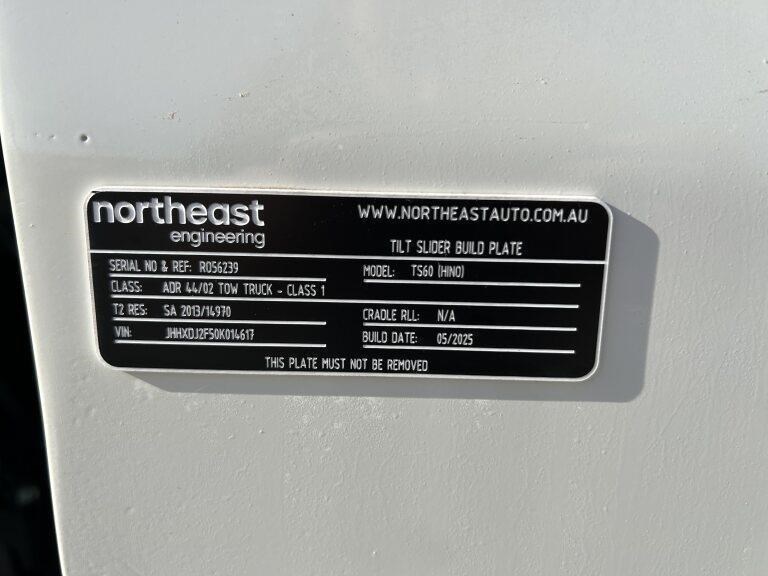 northeast
engineering
WWW.NORTHEASTAUTO.COM.AU
TILT SLIDER BUILD PLATE
SERIAL NO & REF: RO56239
MODEL: TS60 (HINO)
CLASS: ADR 44/02 TOW TRUCK - CLASS 1
T2 RES: SA 2013/14970
CRADLE RLL: N/A
VIN: JHHXDJ2F50K014617
BUILD DATE: 05/2025
THIS PLATE MUST NOT BE REMOVED